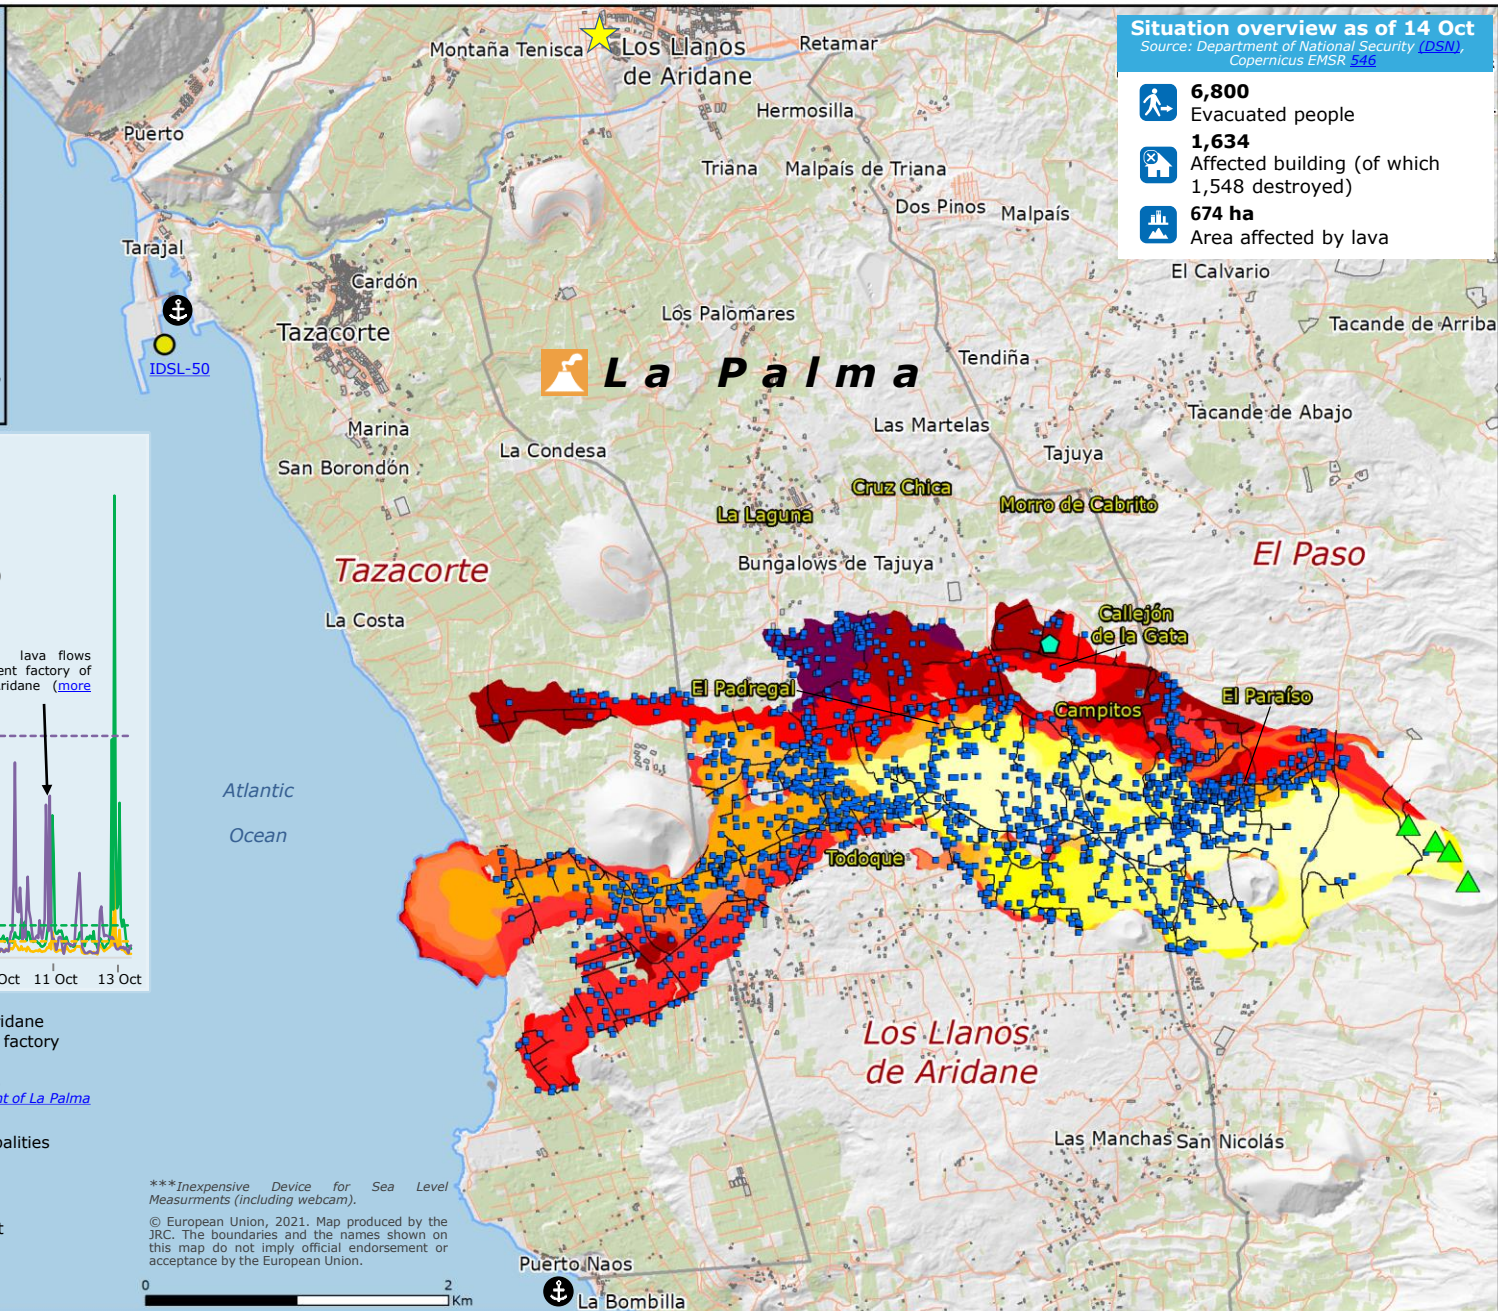 Situation overview as of 14 Oct
Source: Department of National Security (DSN),
Copernicus EMSR 546
6,800
Evacuated people
1,634
Affected building (of which
1,548 destroyed)
674 ha
Area affected by lava
Montaña Tenisca
Los Llanos
de Aridane
Retamar
Hermosilla
Puerto
Triana
Malpaís de Triana
Dos Pinos
Malpaís
Tarajal
El Calvario
Cardón
Los Palomares
Tacande de Arriba
Tazacorte
IDSL-50
La Palma
Tendiña
Tacande de Abajo
Marina
Las Martelas
La Condesa
Tajuya
San Borondón
Cruz Chica
Morro de Cabrito
La Laguna
El Paso
Bungalows de Tajuya
Tazacorte
La Costa
Callejón
de la Gata
lava flows
ent factory of
ridane (more
El Padregal
El Paraíso
Campitos
Atlantic
Ocean
Todoque
Oct 11 Oct 13 Oct
idane
factory
Los Llanos
de Aridane
nt of La Palma
Las Manchas
San Nicolás
palities
***Inexpensive Device for Sea Level
Measurments (including webcam).
© European Union, 2021. Map produced by the
JRC. The boundaries and the names shown on
this map do not imply official endorsement or
acceptance by the European Union.
Puerto Naos
0 2
Km
La Bombilla